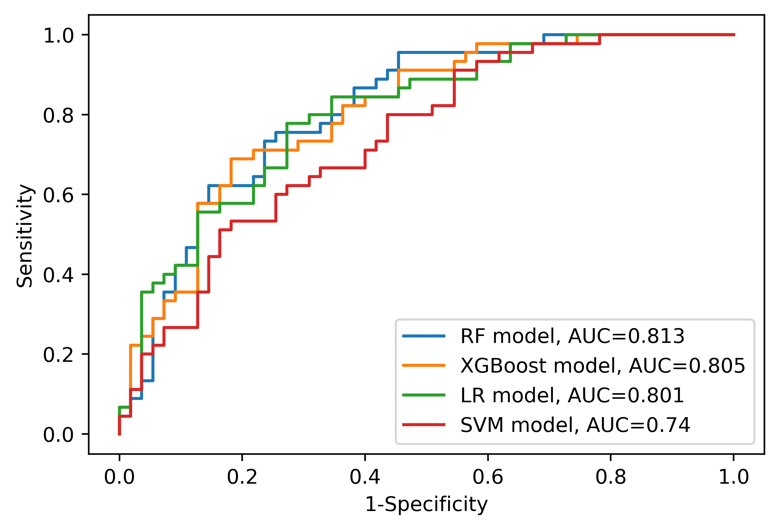 1.0
0.8
0.6
0.4
0.2
0.0
Sensitivity
RF model, AUC=0.813
XGBoost model, AUC=0.805
LR model, AUC=0.801
SVM model, AUC=0.74
0.0 0.2 0.4 0.6 0.8 1.0
1-Specificity